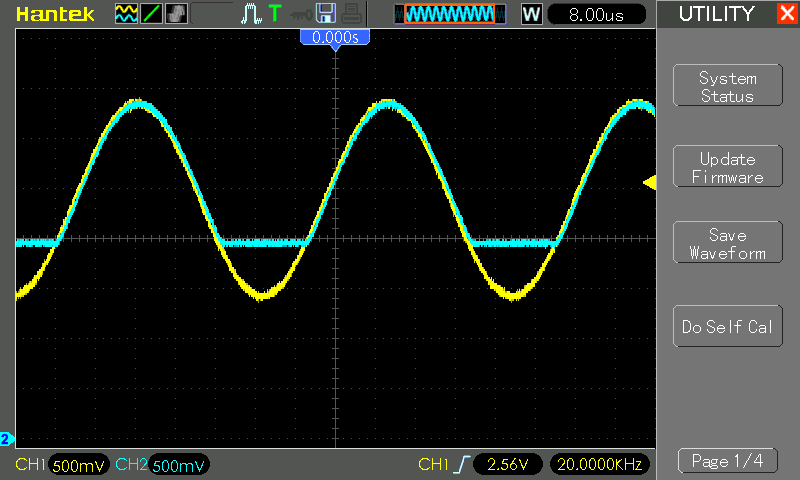 Hantek
T
W
8.00us
UTILITY
0.000s
System
Status
Update
Firmware
Save
Waveform
Do Self Cal
2
CH1 500mV CH2 500mV
CH1 2.56V 20.0000KHz
Page 1/4